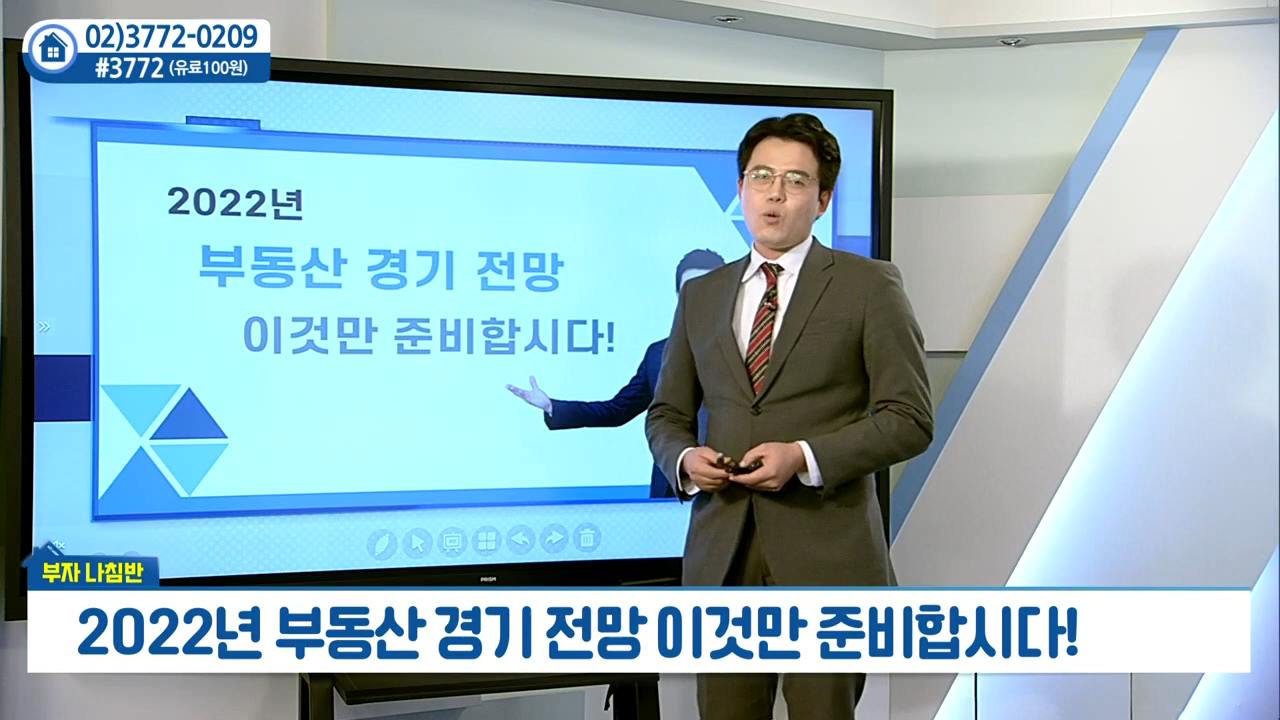 02)3772-0209
#3772 (유료100원)
2022년
부동산 경기 전망
이것만 준비합시다!
PRISM
부자 나침반
2022년 부동산 경기 전망 이것만 준비합시다!